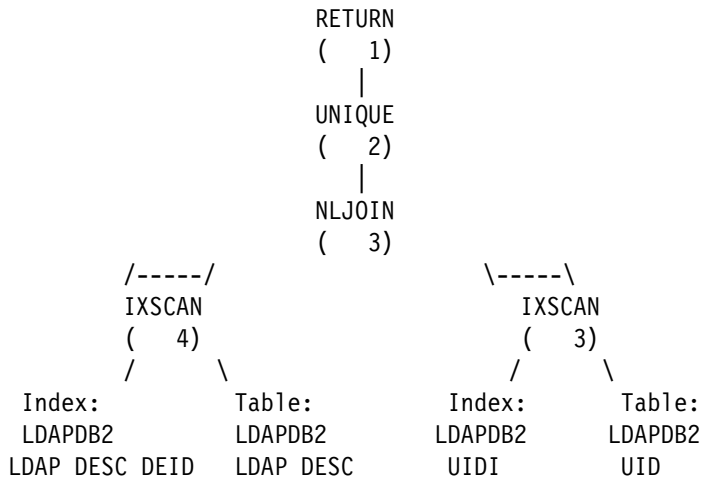 RETURN
( 1)
|
UNIQUE
( 2)
|
NLJOIN
( 3)
/-----/ \-----\
IXSCAN IXSCAN
( 4) ( 3)
/ \ / \
Index: Table: Index: Table:
LDAPDB2 LDAPDB2 LDAPDB2 LDAPDB2
LDAP DESC DEID LDAP DESC UIDI UID